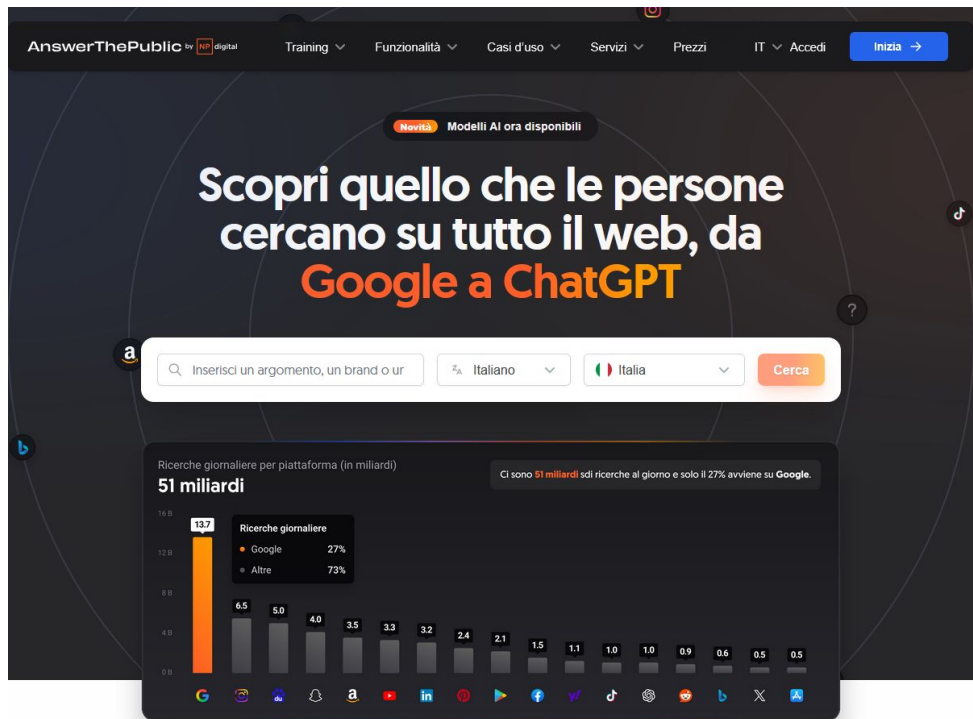 AnswerThePublic by NP digital
Training
Funzionalità
Casi d'uso
Servizi
Prezzi
IT
Accedi
Inizia →
Novità Modelli AI ora disponibili
Scopri quello che le persone
cercano su tutto il web, da
Google a ChatGPT
Inserisci un argomento, un brand o ur
Italiano
Italia
Cerca
Ricerche giornaliere per piattaforma (in miliardi)
51 miliardi
Ci sono 51 miliardi sdi ricerche al giorno e solo il 27% avviene su Google.
16 B
12 B
8 B
4 B
0 B
Ricerche giornaliere
Google 27%
Altre 73%
13.7
6.5
5.0
4.0
3.5
3.3
3.2
2.4
2.1
1.5
1.1
1.0
1.0
0.9
0.6
0.5
0.5